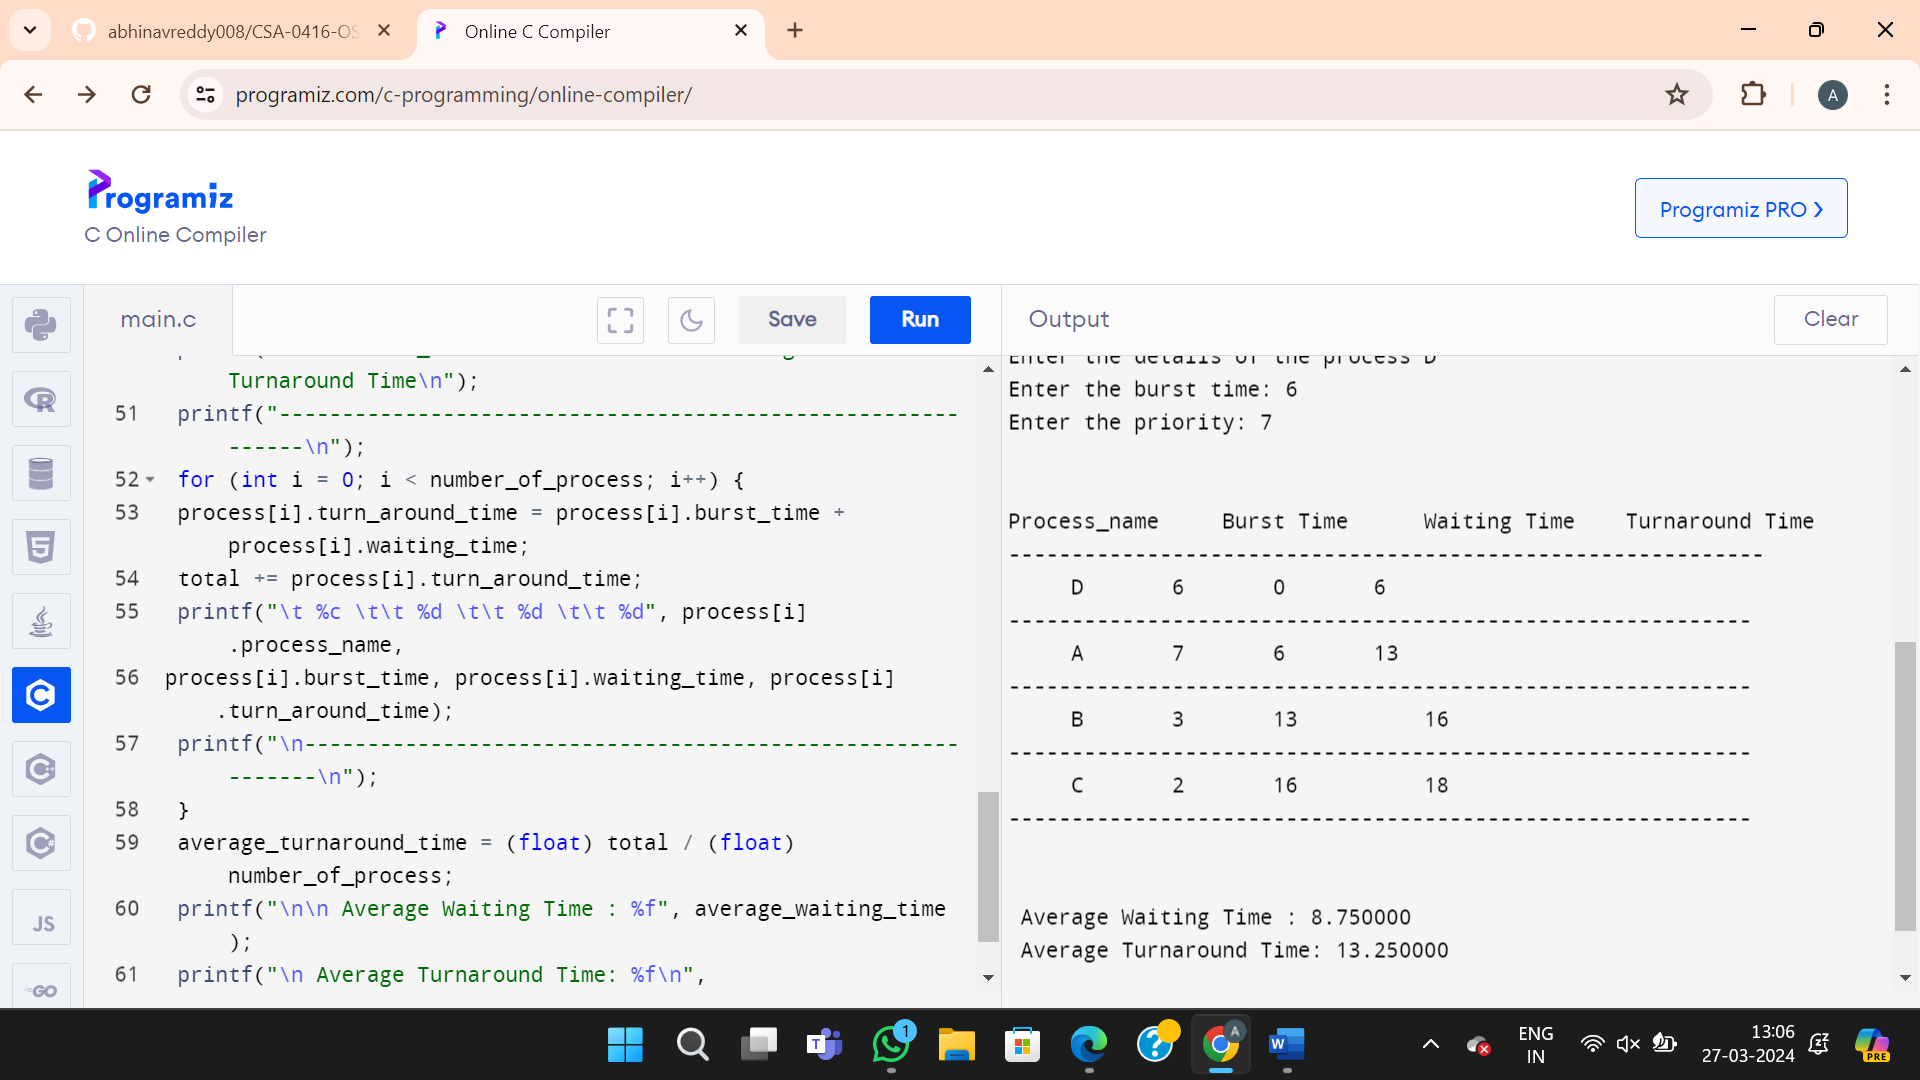 abhinavreddy008/CSA-0416-OS
Online C Compiler
programiz.com/c-programming/online-compiler/
A
Programiz
C Online Compiler
Programiz PRO ❯
main.c
Save
Run
Output
Clear
Turnaround Time\n");
51 printf("------------------------------------------------------
------\n");
52 for (int i = 0; i < number_of_process; i++) {
53 process[i].turn_around_time = process[i].burst_time +
process[i].waiting_time;
54 total += process[i].turn_around_time;
55 printf("\t %c \t\t %d \t\t %d \t\t %d", process[i]
.process_name,
56 process[i].burst_time, process[i].waiting_time, process[i]
.turn_around_time);
57 printf("\n----------------------------------------------------
-------\n");
58 }
59 average_turnaround_time = (float) total / (float)
number_of_process;
60 printf("\n\n Average Waiting Time : %f", average_waiting_time
);
61 printf("\n Average Turnaround Time: %f\n",
Enter the details of the process D
Enter the burst time: 6
Enter the priority: 7
Process_name Burst Time Waiting Time Turnaround Time
------------------------------------------------------------
D 6 0 6
-----------------------------------------------------------
A 7 6 13
-----------------------------------------------------------
B 3 13 16
-----------------------------------------------------------
C 2 16 18
-----------------------------------------------------------
Average Waiting Time : 8.750000
Average Turnaround Time: 13.250000
JS
GO
1
A
ENG
IN
13:06
27-03-2024
PRE